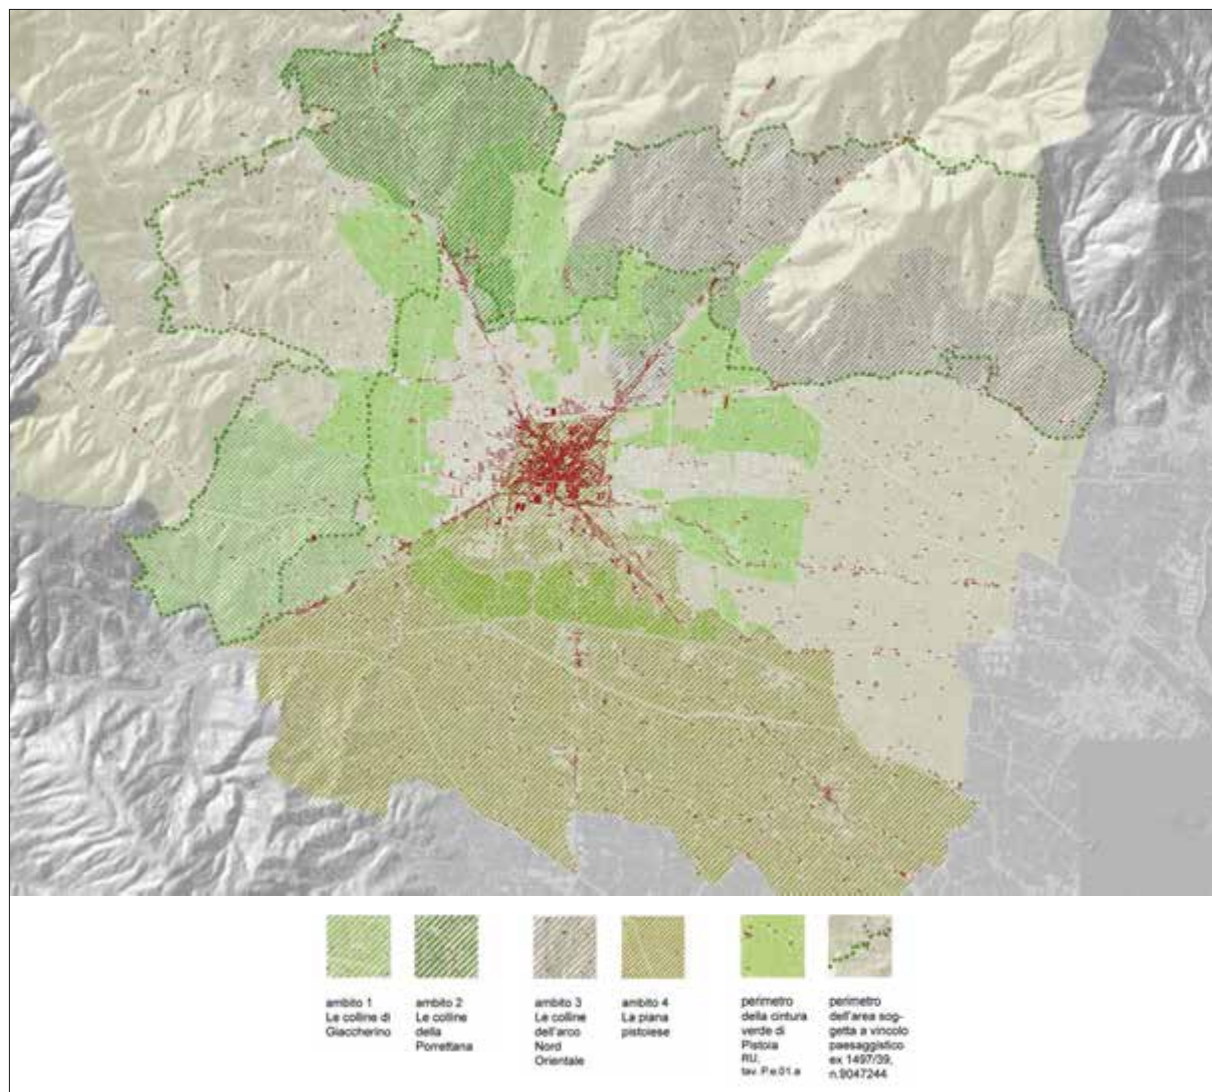 ambito 1
Le colline di
Giaccherino
ambito 2
Le colline
della
Porrettana
ambito 3
Le colline
dell'arco
Nord
Orientale
ambito 4
La piana
pistoiese
perimetro
della cintura
verde di
Pistoia
RU,
tav. P.e.01.a
perimetro
dell'area sog-
getta a vincolo
paesaggistico
ex 1497/39,
n.9047244